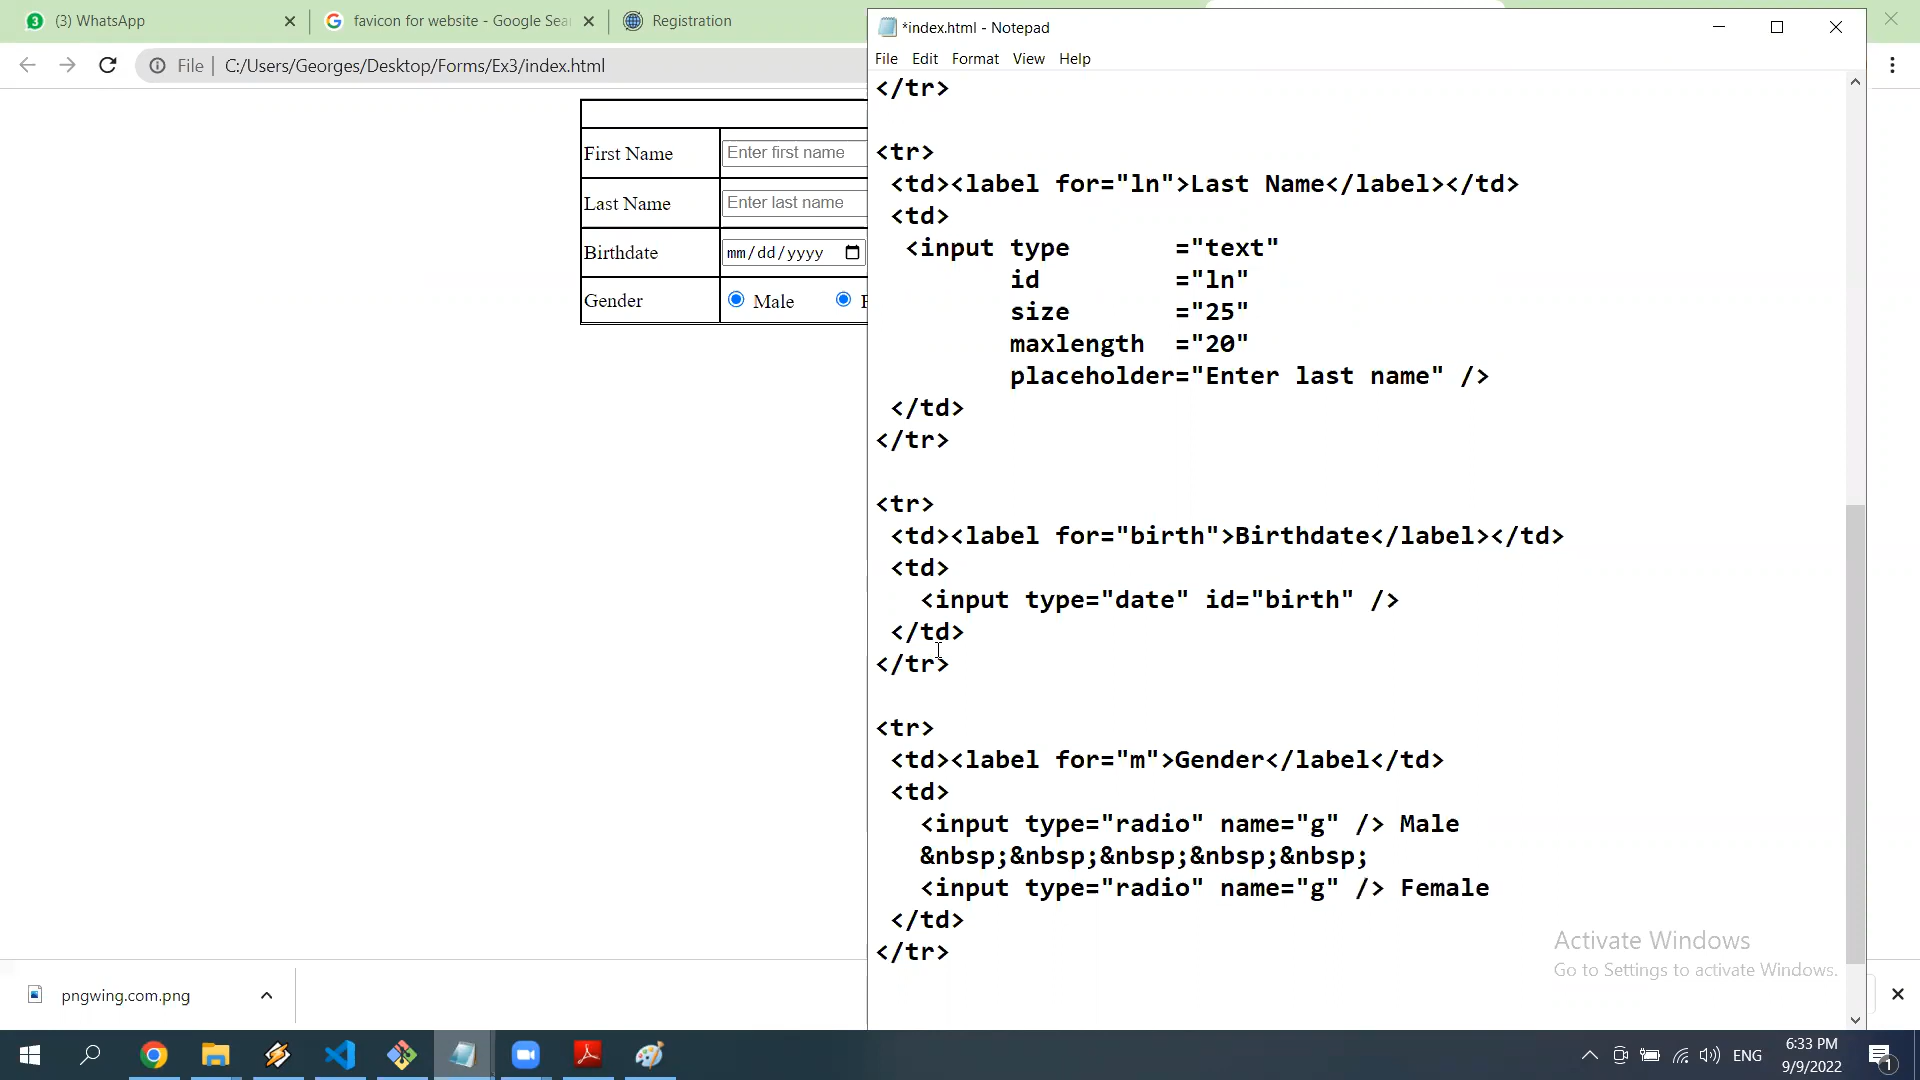 (3) WhatsApp
favicon for website - Google Sea
Registration
*index.html - Notepad
File
C:/Users/Georges/Desktop/Forms/Ex3/index.html
File Edit Format View Help
First Name
Enter first name
Last Name
Enter last name
Birthdate
mm/dd/yyyy
Gender
Male
F
</tr>
<tr>
<td><label for="ln">Last Name</label></td>
<td>
<input type ="text"
id ="ln"
size ="25"
maxlength ="20"
placeholder="Enter last name" />
</td>
</tr>
<tr>
<td><label for="birth">Birthdate</label></td>
<td>
<input type="date" id="birth" />
</td>
</tr>
<tr>
<td><label for="m">Gender</label</td>
<td>
<input type="radio" name="g" /> Male
&nbsp;&nbsp;&nbsp;&nbsp;&nbsp;
<input type="radio" name="g" /> Female
</td>
</tr>
Activate Windows
Go to Settings to activate Windows.
pngwing.com.png
ENG
6:33 PM
9/9/2022
1